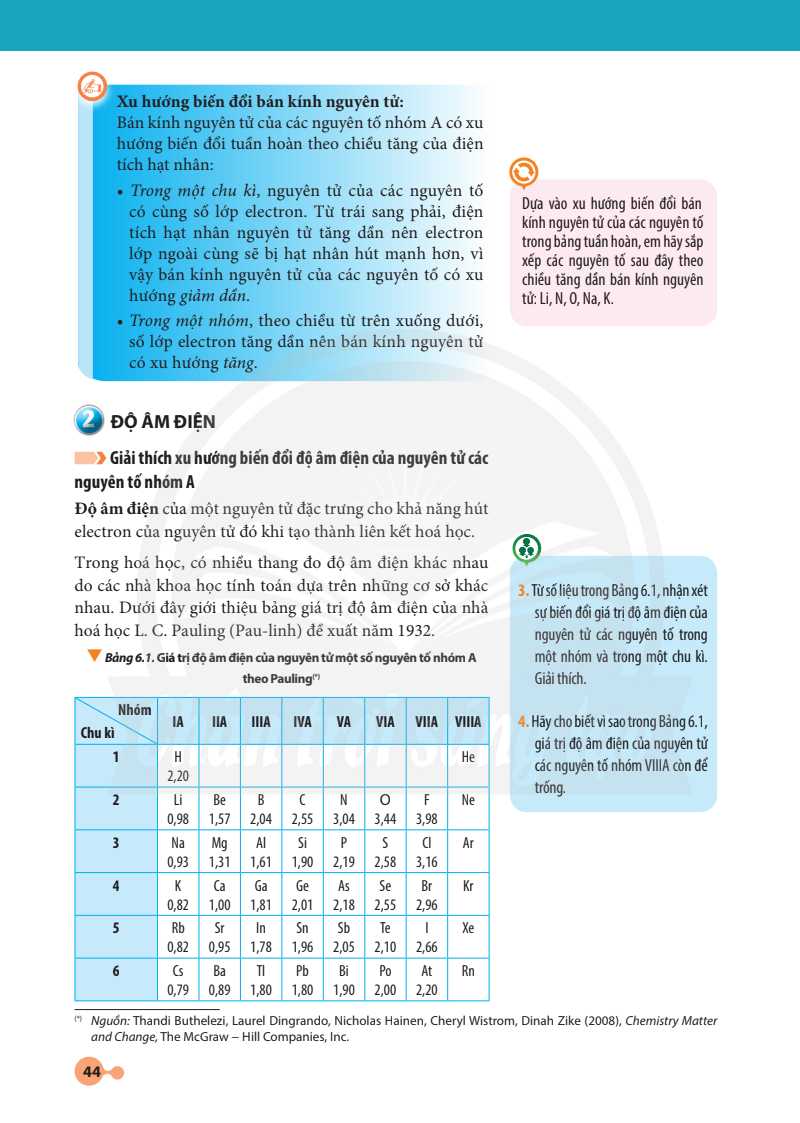 Xu hướng biến đổi bán kính nguyên tử:
Bán kính nguyên tử của các nguyên tố nhóm A có xu
hướng biến đổi tuần hoàn theo chiều tăng của điện
tích hạt nhân:
• Trong một chu kì, nguyên tử của các nguyên tố
có cùng số lớp electron. Từ trái sang phải, điện
tích hạt nhân nguyên tử tăng dần nên electron
lớp ngoài cùng sẽ bị hạt nhân hút mạnh hơn, vì
vậy bán kính nguyên tử của các nguyên tố có xu
hướng giảm dần.
• Trong một nhóm, theo chiều từ trên xuống dưới,
số lớp electron tăng dần nên bán kính nguyên tử
có xu hướng tăng.
Dựa vào xu hướng biến đổi bán
kính nguyên tử của các nguyên tố
trong bảng tuần hoàn, em hãy sắp
xếp các nguyên tố sau đây theo
chiều tăng dần bán kính nguyên
tử: Li, N, O, Na, K.
2 ĐỘ ÂM ĐIỆN
Giải thích xu hướng biến đổi độ âm điện của nguyên tử các
nguyên tố nhóm A
Độ âm điện của một nguyên tử đặc trưng cho khả năng hút
electron của nguyên tử đó khi tạo thành liên kết hoá học.
Trong hoá học, có nhiều thang đo độ âm điện khác nhau
do các nhà khoa học tính toán dựa trên những cơ sở khác
nhau. Dưới đây giới thiệu bảng giá trị độ âm điện của nhà
hoá học L. C. Pauling (Pau-linh) đề xuất năm 1932.
3. Từ số liệu trong Bảng 6.1, nhận xét
sự biến đổi giá trị độ âm điện của
nguyên tử các nguyên tố trong
một nhóm và trong một chu kì.
Giải thích.
4. Hãy cho biết vì sao trong Bảng 6.1,
giá trị độ âm điện của nguyên tử
các nguyên tố nhóm VIIIA còn để
trống.
Bảng 6.1. Giá trị độ âm điện của nguyên tử một số nguyên tố nhóm A
theo Pauling(*)
Nhóm
Chu kì
IA IIA IIIA IVA VA VIA VIIA VIIIA
1 H He
2,20
2 Li Be B C N O F Ne
0,98 1,57 2,04 2,55 3,04 3,44 3,98
3 Na Mg Al Si P S Cl Ar
0,93 1,31 1,61 1,90 2,19 2,58 3,16
4 K Ca Ga Ge As Se Br Kr
0,82 1,00 1,81 2,01 2,18 2,55 2,96
5 Rb Sr In Sn Sb Te I Xe
0,82 0,95 1,78 1,96 2,05 2,10 2,66
6 Cs Ba Tl Pb Bi Po At Rn
0,79 0,89 1,80 1,80 1,90 2,00 2,20
Chân trời sáng tạo
(*) Nguồn: Thandi Buthelezi, Laurel Dingrando, Nicholas Hainen, Cheryl Wistrom, Dinah Zike (2008), Chemistry Matter
and Change, The McGraw – Hill Companies, Inc.
44